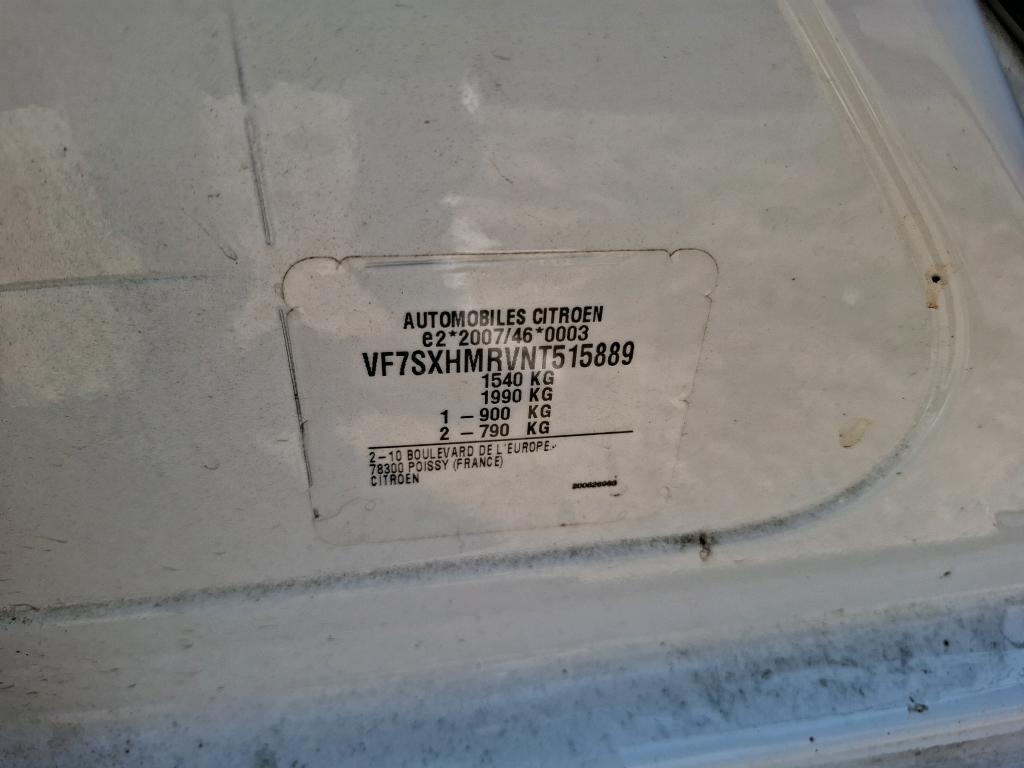 AUTOMOBILES CITROEN
e2*2007/46*0003
VF7SXHMRVNT515889
1540 KG
1990 KG
1 – 900 KG
2 – 790 KG
2–10 BOULEVARD DE L'EUROPE.
78300 POISSY (FRANCE)
CITROEN